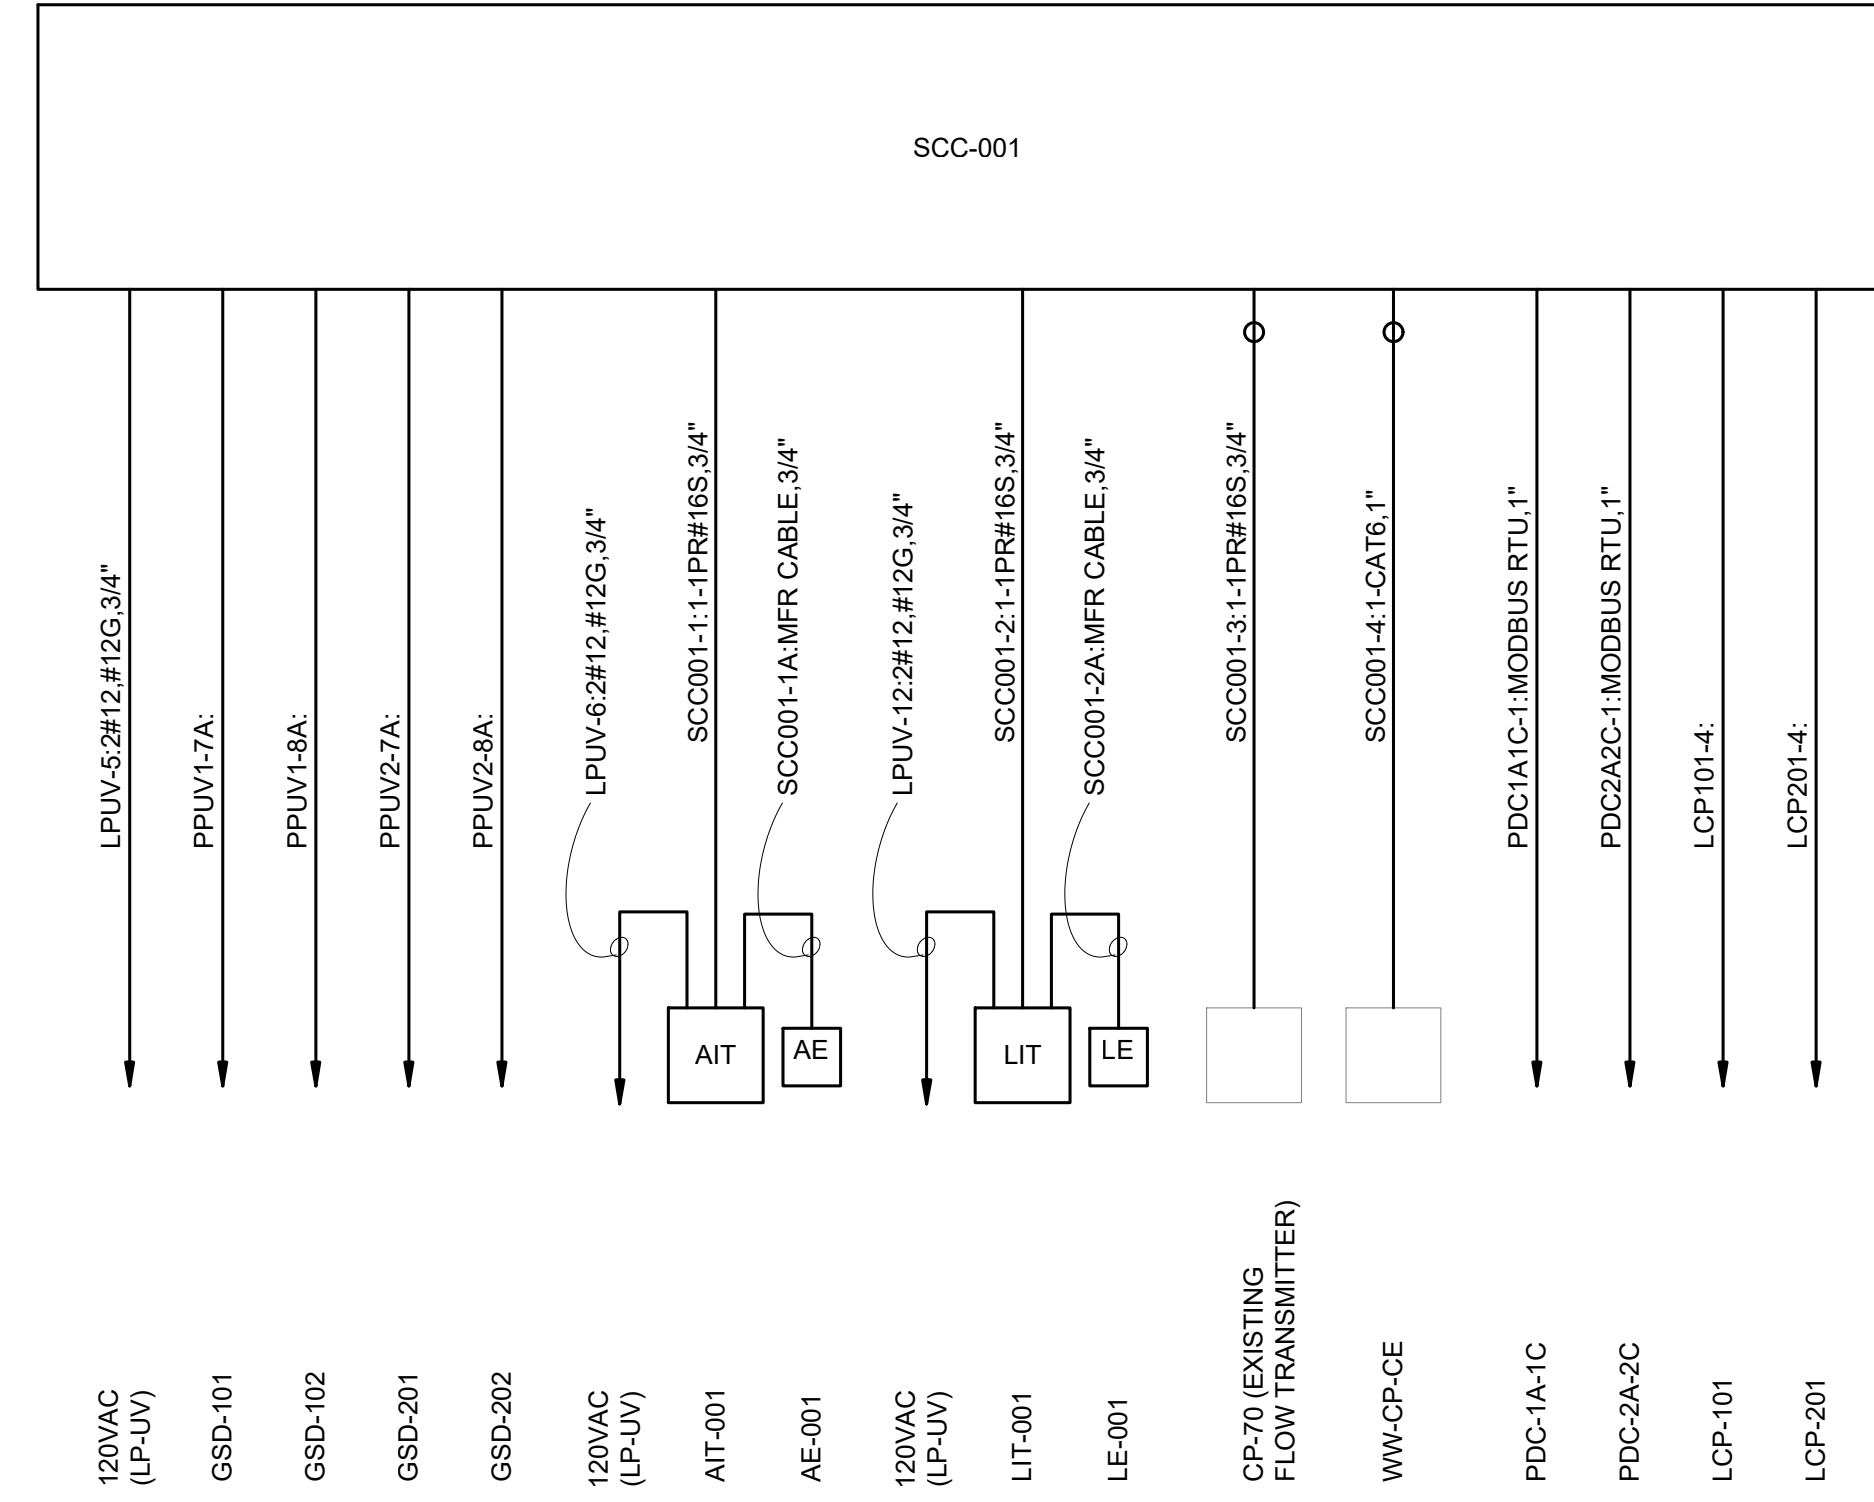 SCC-001
LPUV-5:2#12,#12G,3/4"
PPUV1-7A:
PPUV1-8A:
PPUV2-7A:
PPUV2-8A:
LPUV-6:2#12,#12G,3/4"
SCC001-1:1-1PR#16S,3/4"
SCC001-1A:MFR CABLE,3/4"
LPUV-12:2#12,#12G,3/4"
SCC001-2:1-1PR#16S,3/4"
SCC001-2A:MFR CABLE,3/4"
SCC001-3:1-1PR#16S,3/4"
SCC001-4:1-CAT6,1"
PDC1A1C-1:MODBUS RTU,1"
PDC2A2C-1:MODBUS RTU,1"
LCP101-4:
LCP201-4:
AIT
AE
LIT
LE
120VAC
(LP-UV)
GSD-101
GSD-102
GSD-201
GSD-202
120VAC
(LP-UV)
AIT-001
AE-001
120VAC
(LP-UV)
LIT-001
LE-001
CP-70 (EXISTING
FLOW TRANSMITTER)
WW-CP-CE
PDC-1A-1C
PDC-2A-2C
LCP-101
LCP-201